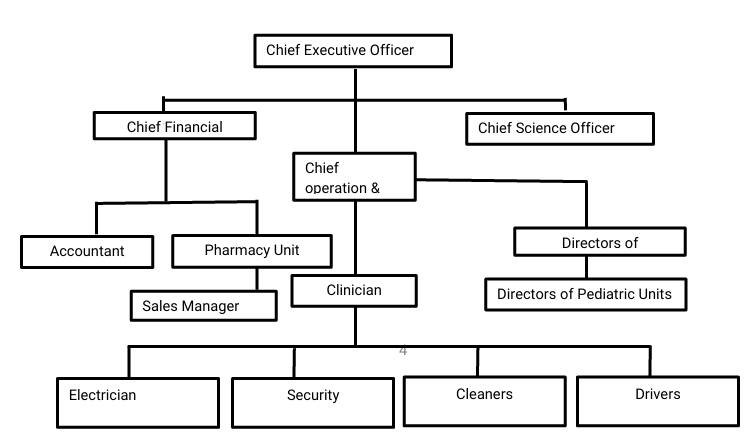 Chief Executive Officer
Chief Financial
Chief Science Officer
Chief
operation &
Directors of
Accountant
Pharmacy Unit
Clinician
Directors of Pediatric Units
Sales Manager
4
Electrician
Security
Cleaners
Drivers